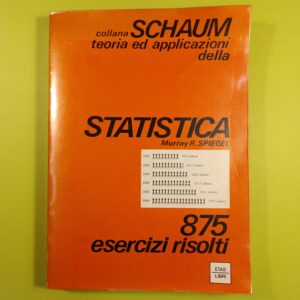 collana SCHAUM
teoria ed applicazioni
della
STATISTICA
Murray R. SPIEGEL
875
esercizi risolti
ETAS
LIBRI